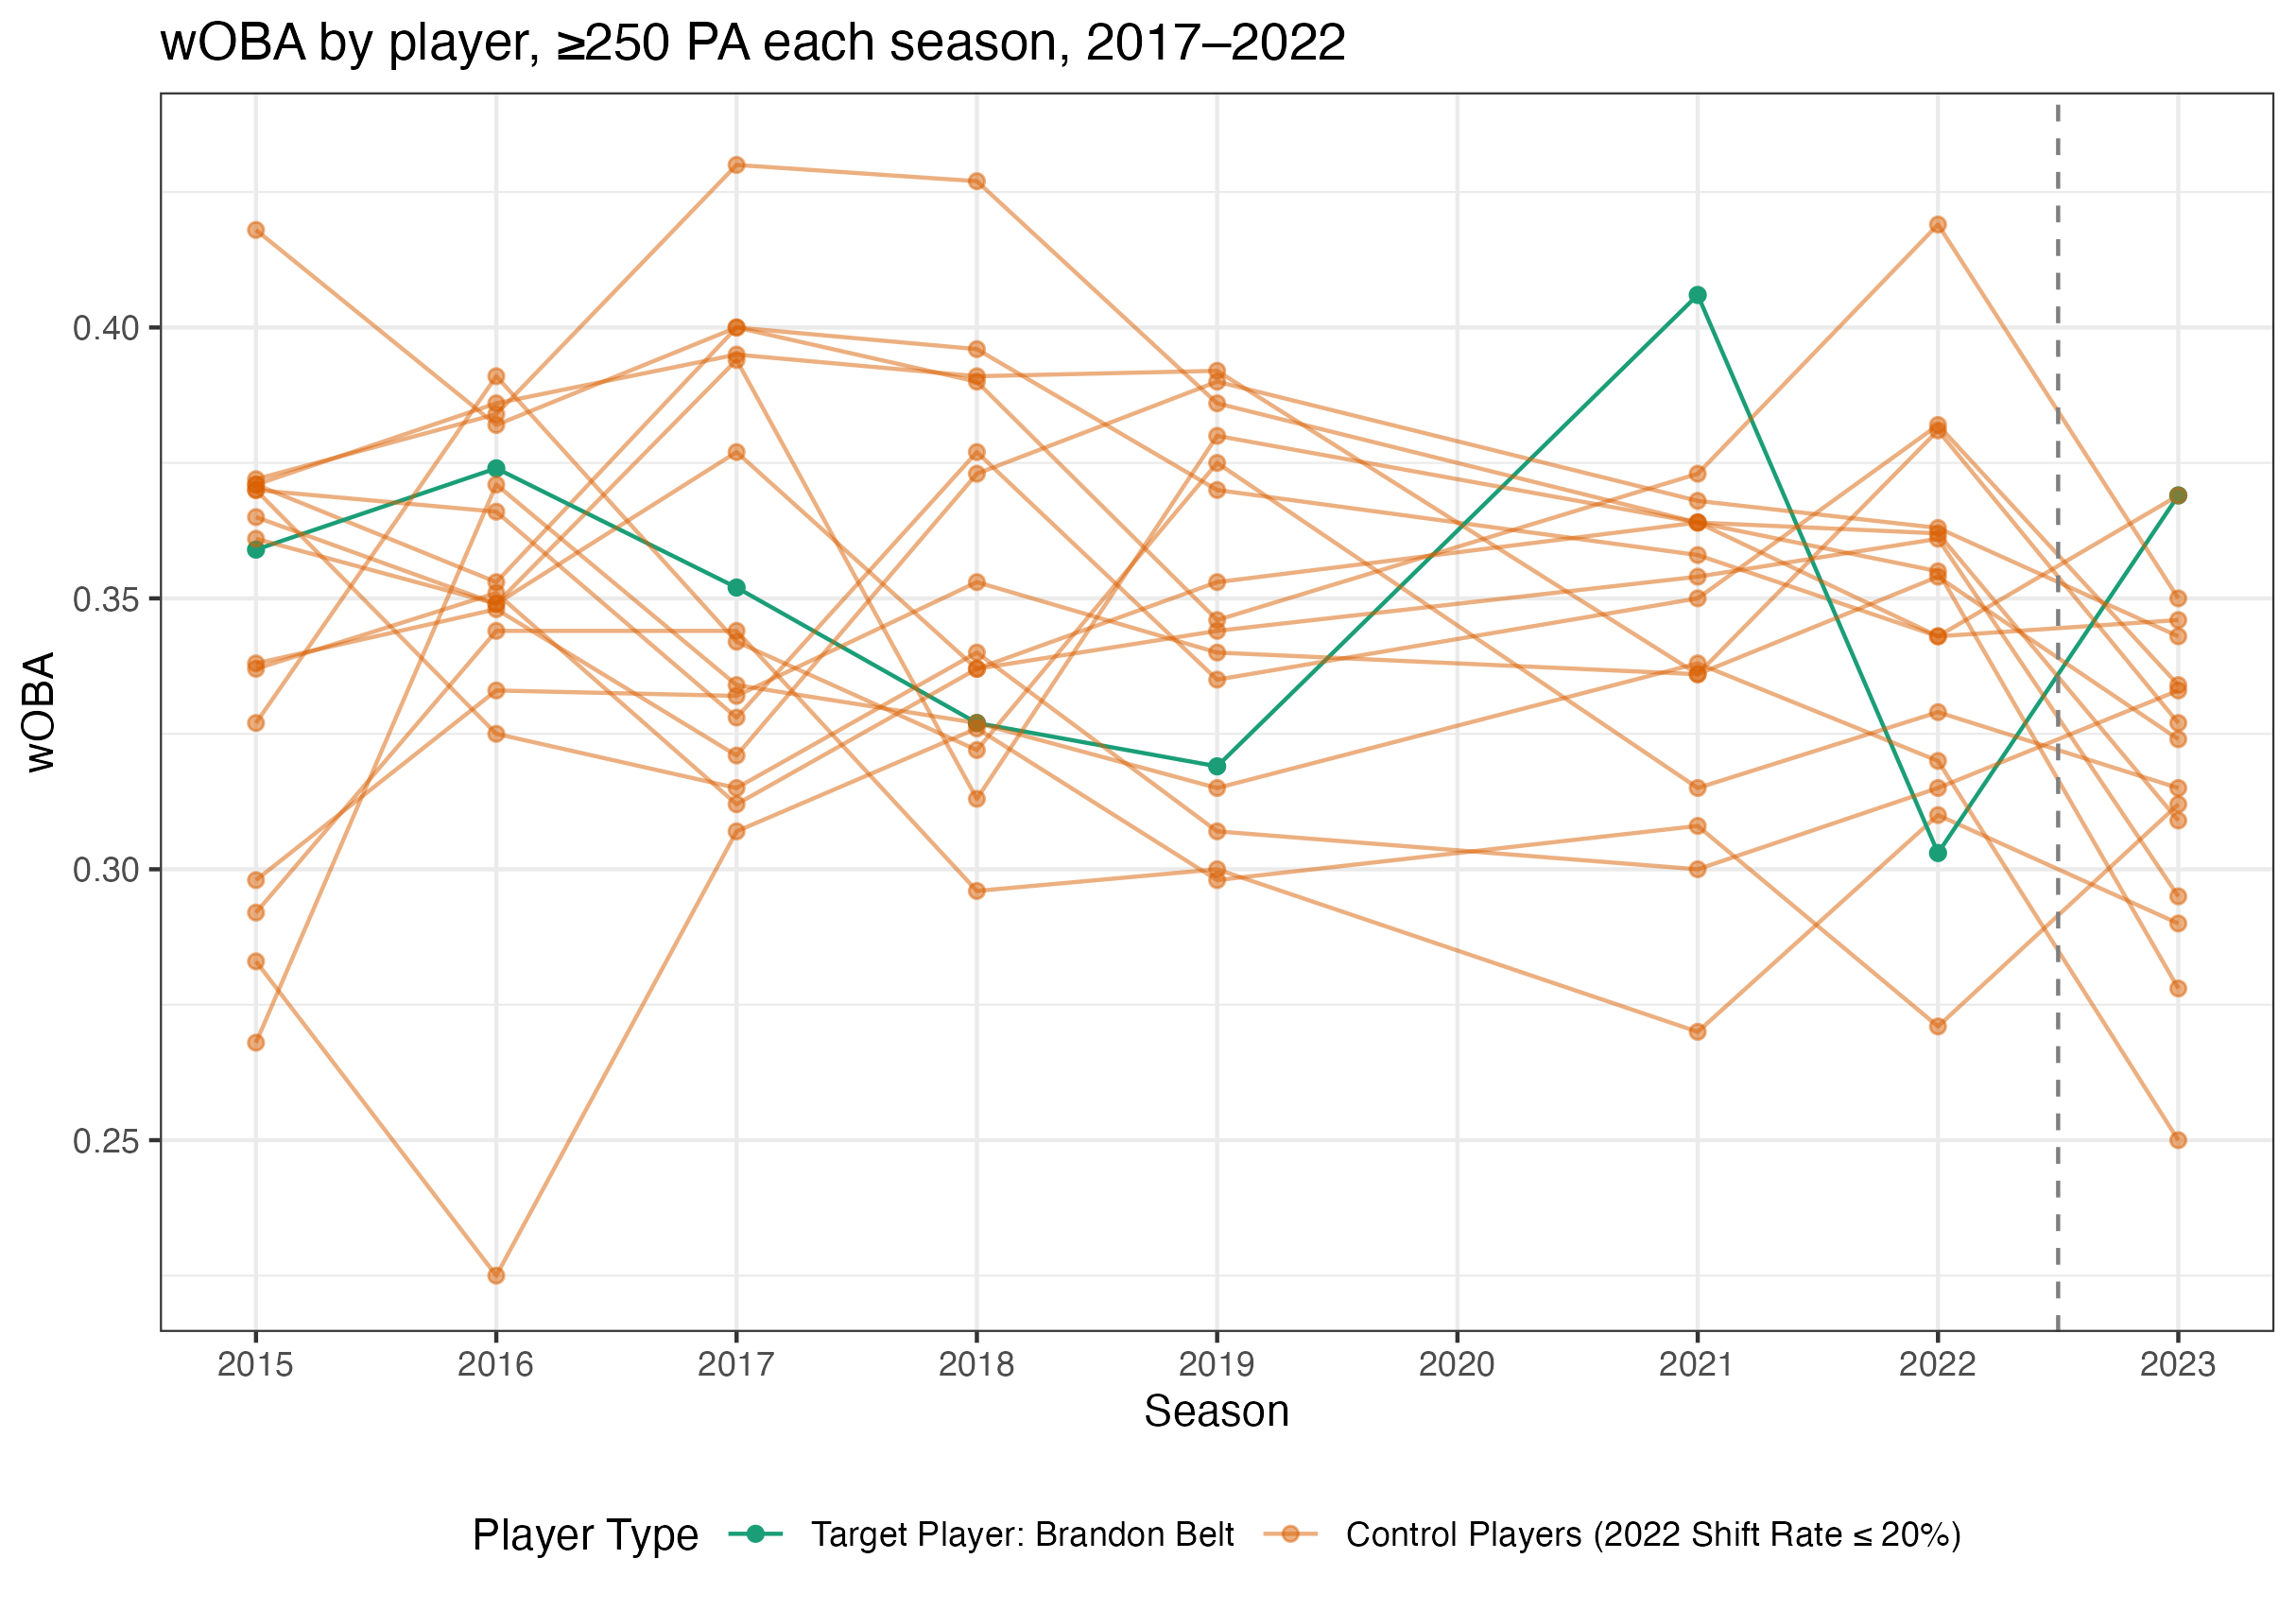 wOBA by player, ≥250 PA each season, 2017–2022
wOBA
0.40
0.35
0.30
0.25
2015 2016 2017 2018 2019 2020 2021 2022 2023
Season
Player Type Target Player: Brandon Belt Control Players (2022 Shift Rate ≤ 20%)